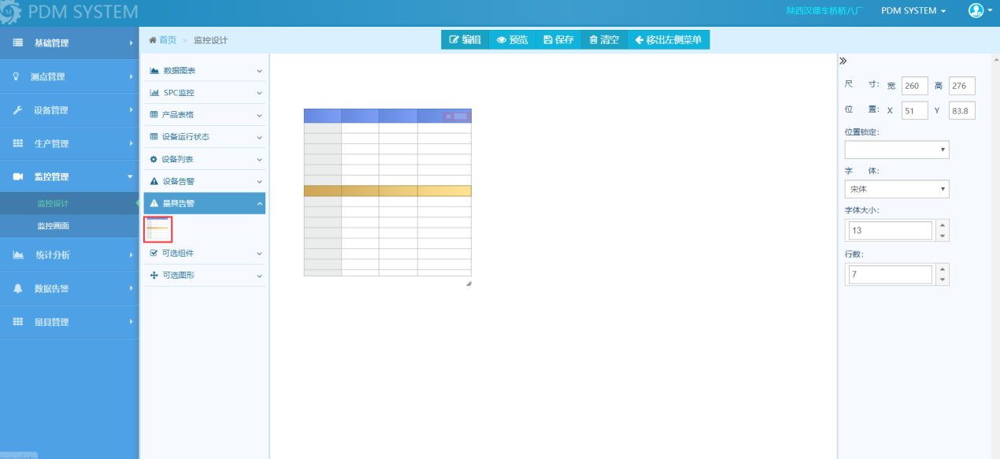 PDM SYSTEM
陕西汉德车桥桥八厂 PDM SYSTEM
基础管理
测点管理
设备管理
生产管理
监控管理
监控设计
监控画面
统计分析
数据告警
量具管理
首页 > 监控设计
编辑 预览 保存 清空 移出左侧菜单
数据图表
SPC监控
产品表格
设备运行状态
设备列表
设备告警
量具告警
可选组件
可选图形
尺 寸: 宽 260 高 276
位 置: X 51 Y 83.8
位置锁定:
字 体:
宋体
字体大小:
13
行数:
7